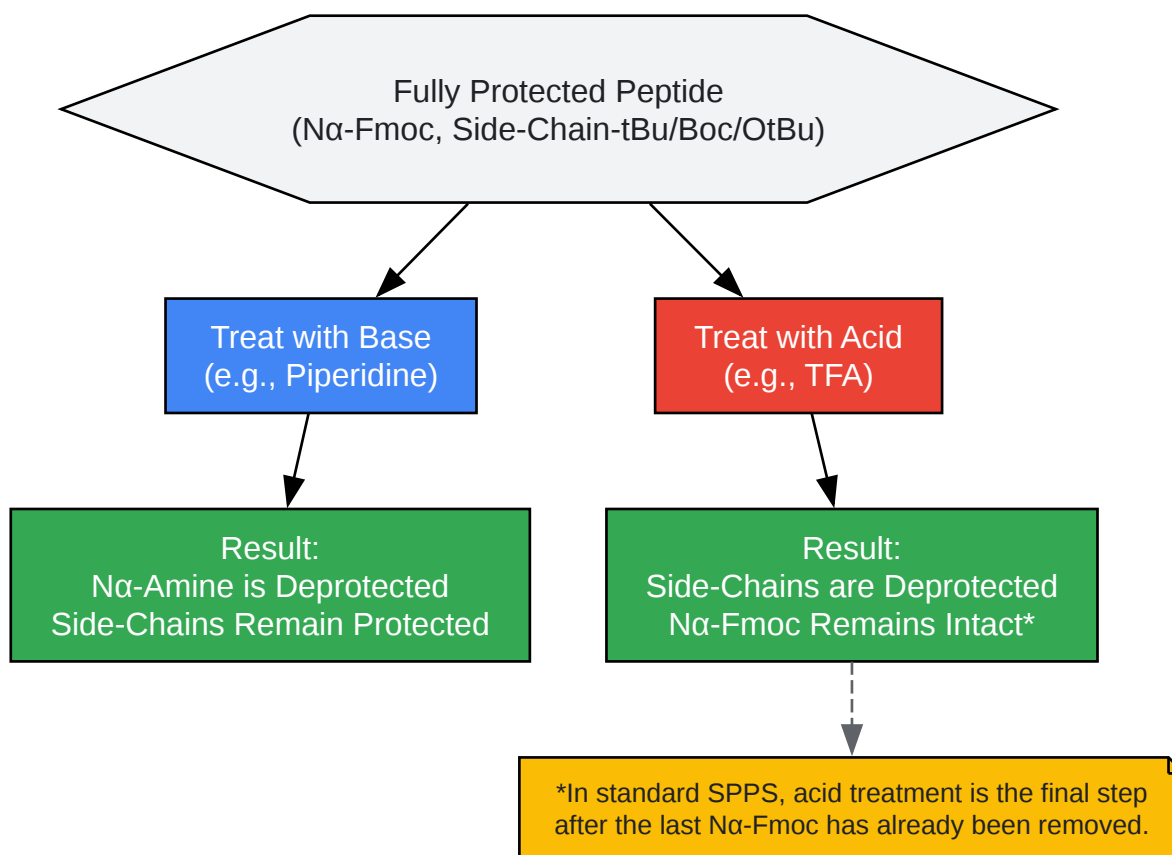 Fully Protected Peptide
(Nα-Fmoc, Side-Chain-tBu/Boc/OtBu)
Treat with Base
(e.g., Piperidine)
Treat with Acid
(e.g., TFA)
Result:
Nα-Amine is Deprotected
Side-Chains Remain Protected
Result:
Side-Chains are Deprotected
Nα-Fmoc Remains Intact*
*In standard SPPS, acid treatment is the final step
after the last Nα-Fmoc has already been removed.